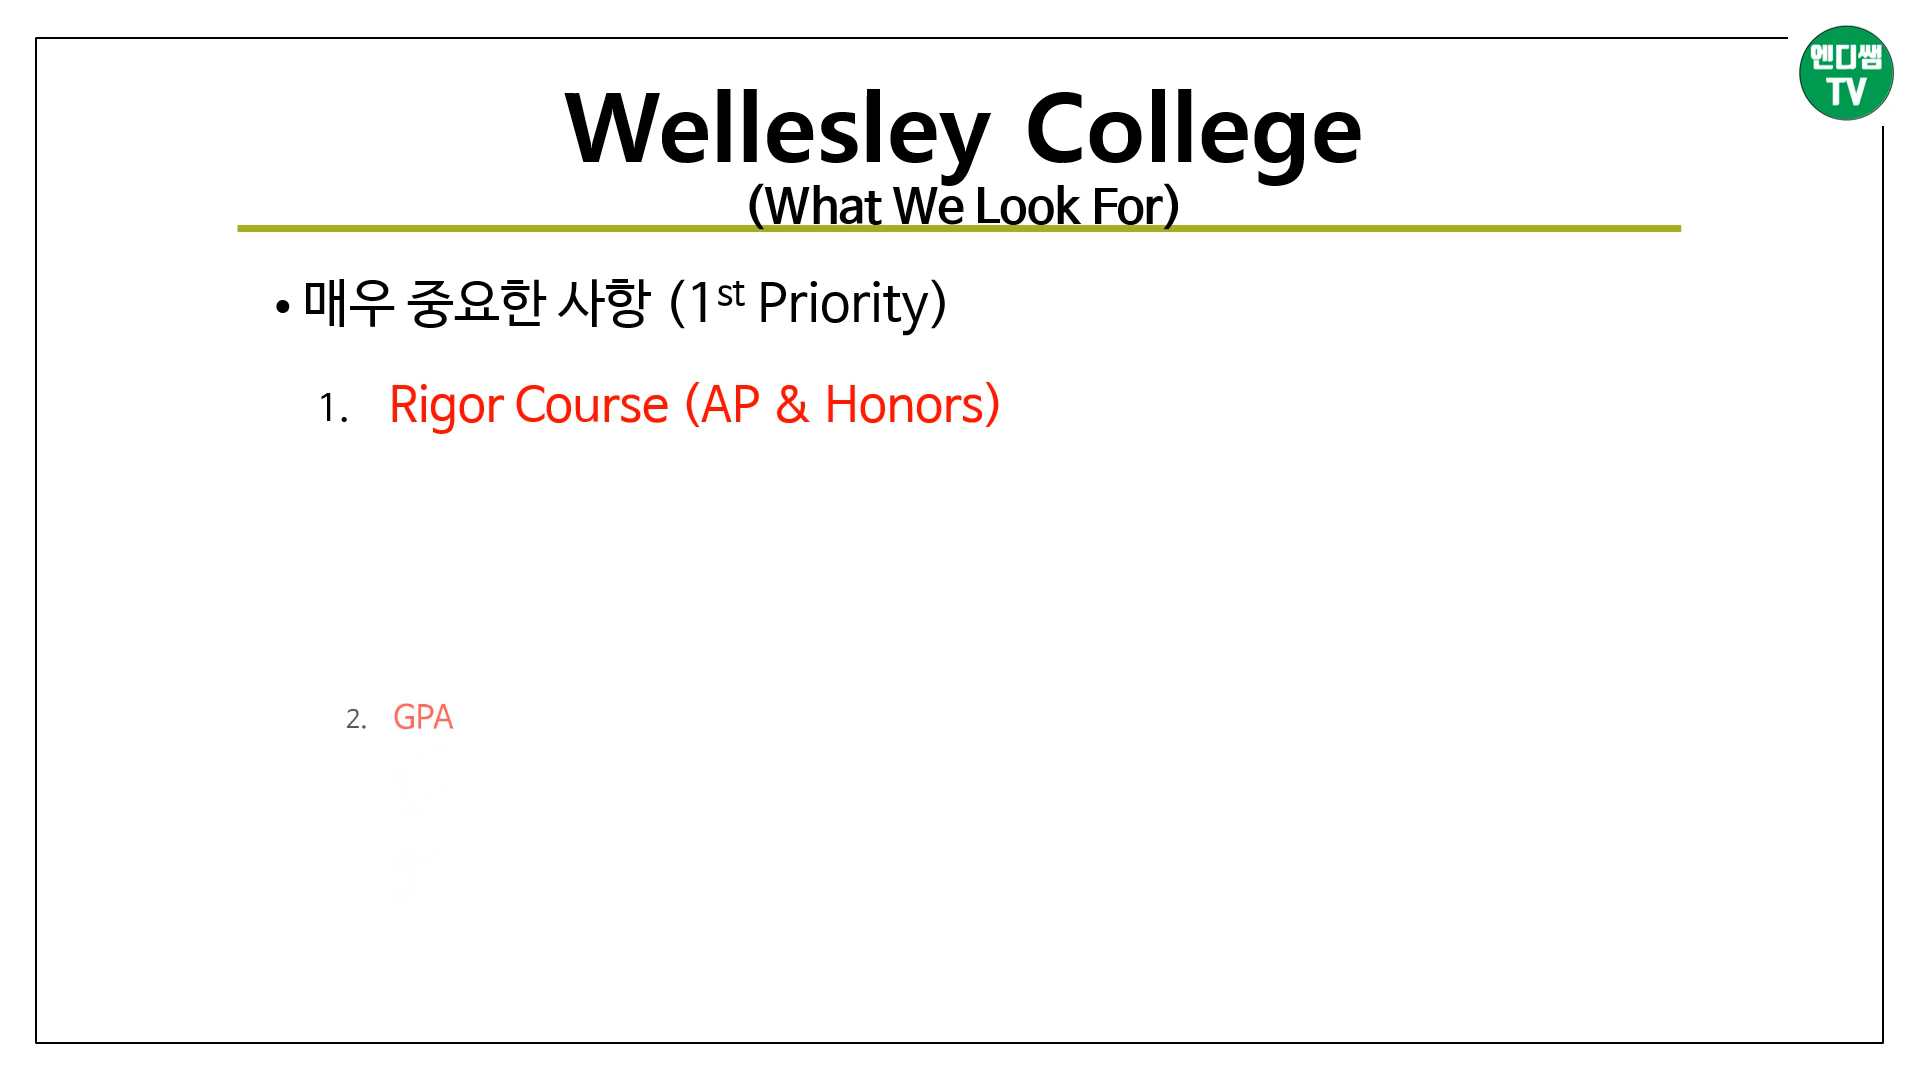 엔디쌤
TV
Wellesley College
(What We Look For)
• 매우 중요한 사항 (1st Priority)
1. Rigor Course (AP & Honors)
2. GPA